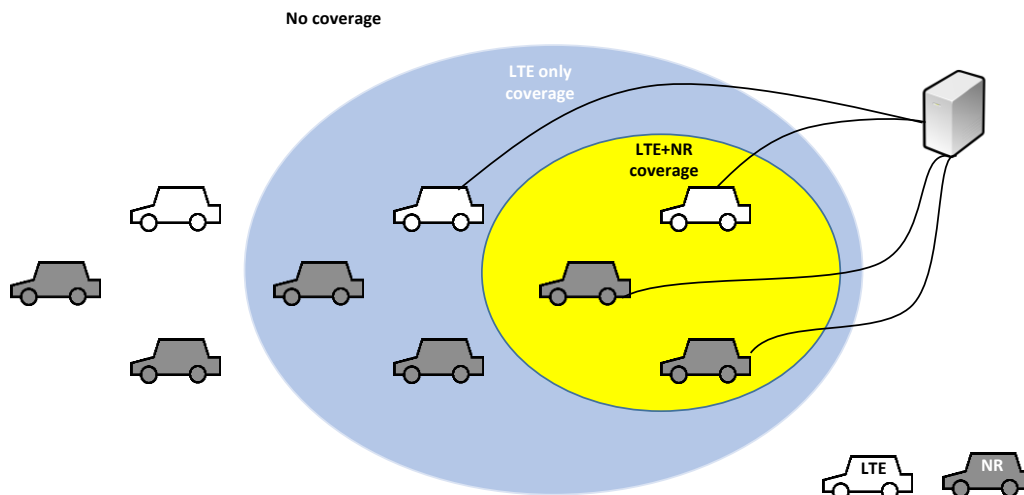 No coverage
LTE only
coverage
LTE+NR
coverage
LTE
NR